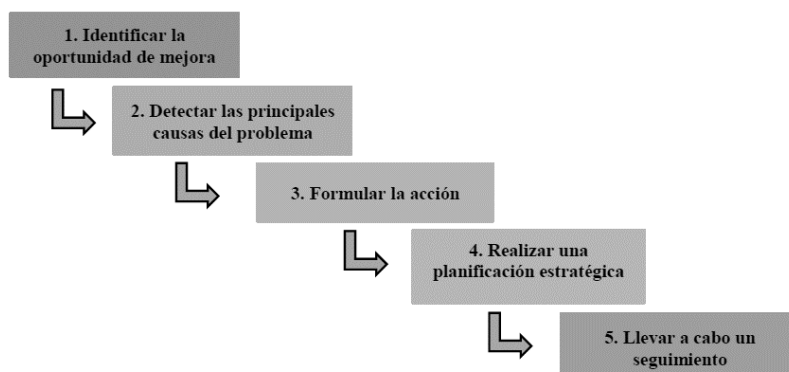 1. Identificar la
oportunidad de mejora
2. Detectar las principales
causas del problema
3. Formular la acción
4. Realizar una
planificación estratégica
5. Llevar a cabo un
seguimiento